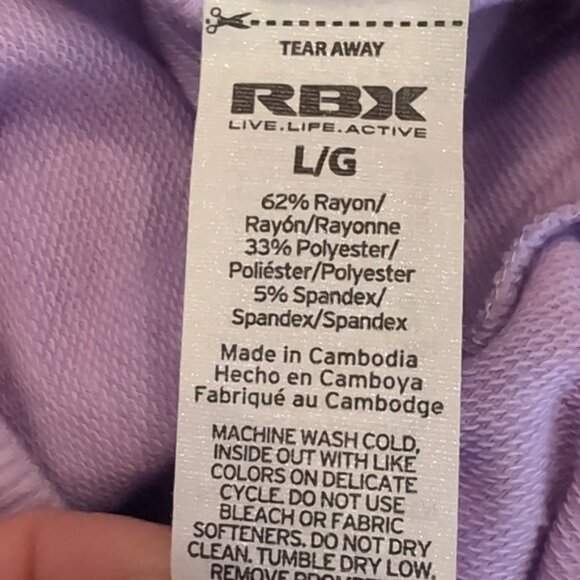 TEAR AWAY
RBX
LIVE.LIFE.ACTIVE
L/G
62% Rayon/
Rayón/Rayonne
33% Polyester/
Poliéster/Polyester
5% Spandex/
Spandex/Spandex
Made in Cambodia
Hecho en Camboya
Fabriqué au Cambodge
MACHINE WASH COLD,
INSIDE OUT WITH LIKE
COLORS ON DELICATE
CYCLE. DO NOT USE
BLEACH OR FABRIC
SOFTENERS. DO NOT DRY
CLEAN. TUMBLE DRY LOW.
REMOVE